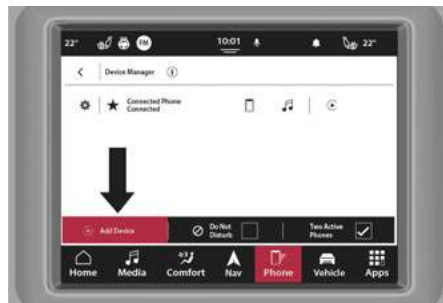 22° FM 10:01 22°
Device Manager
Connected Phone
Connected
Add Device
Do Not
Disturb
Two Active
Phones
Home Media Comfort Nav Phone Vehicle Apps